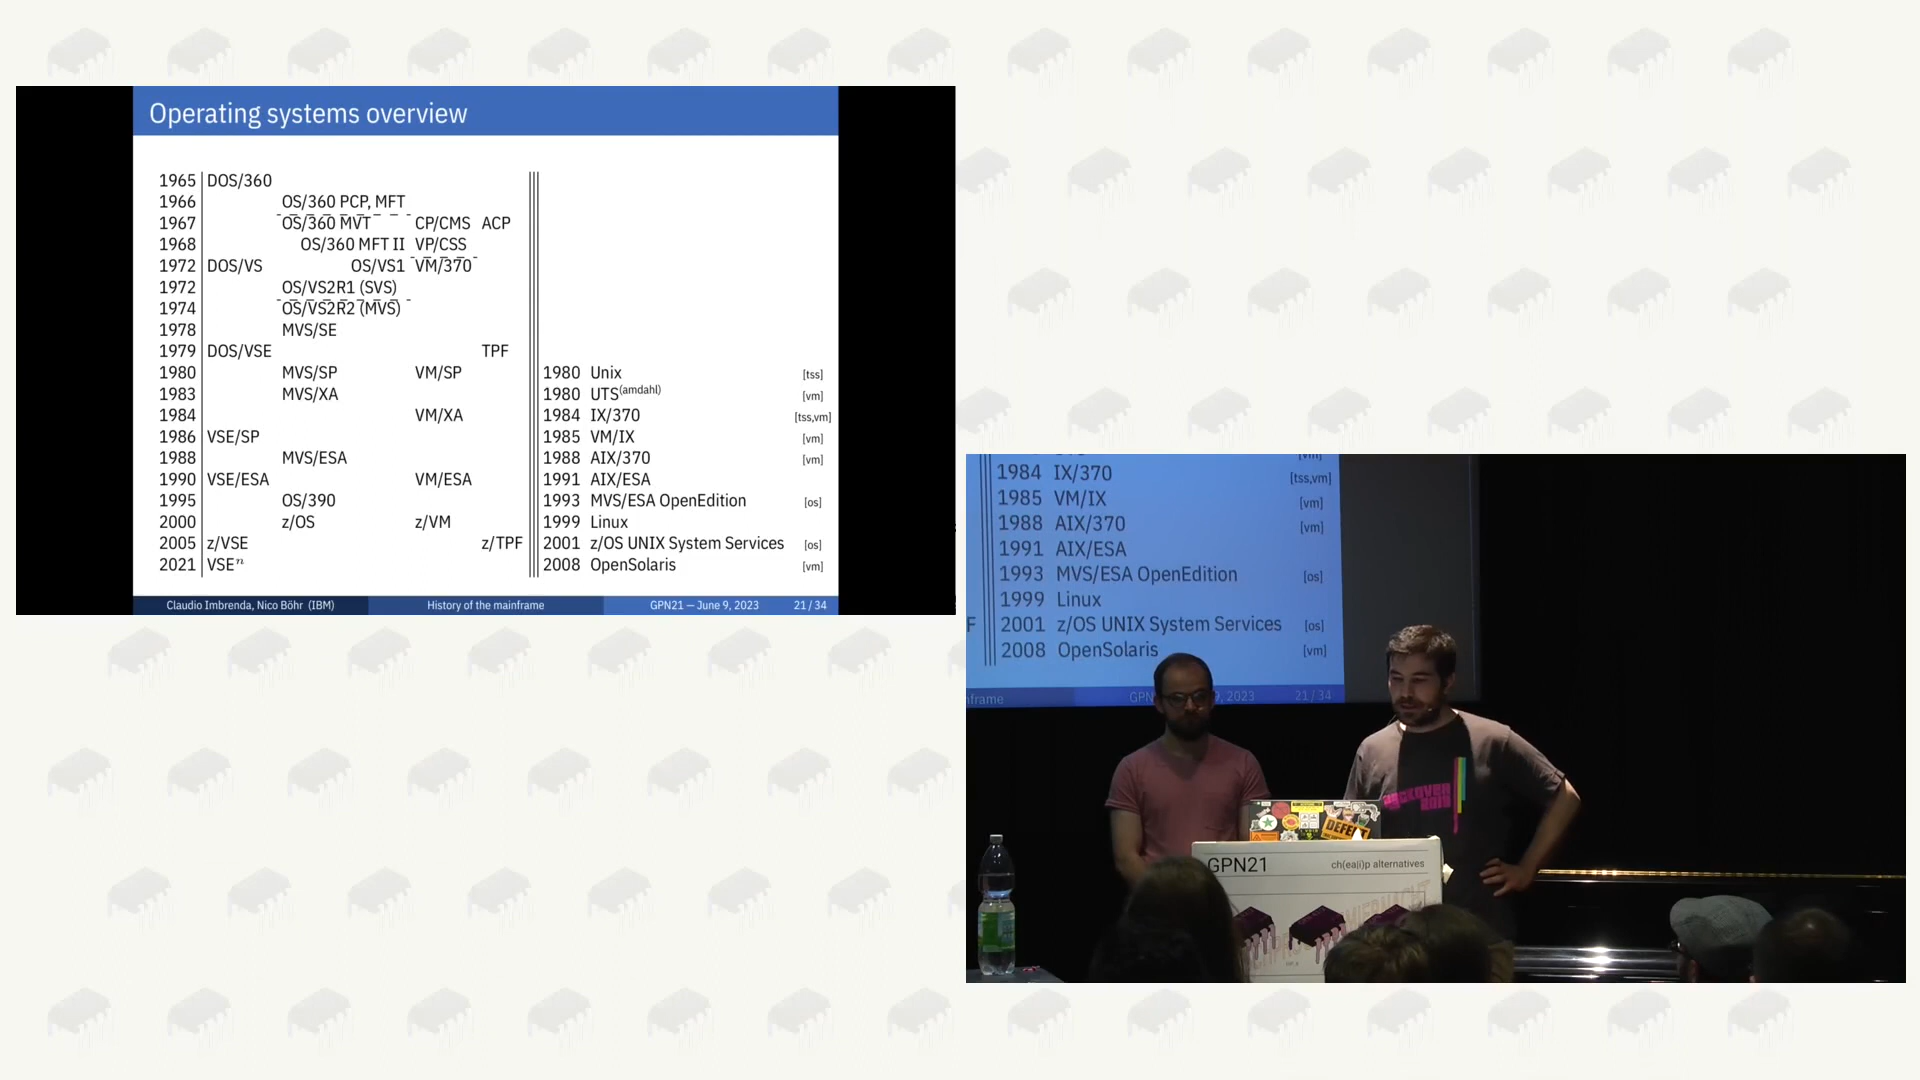 Operating systems overview
1965 DOS/360
1966 OS/360 PCP, MFT
1967 OS/360 MVT CP/CMS ACP
1968 OS/360 MFT II VP/CSS
1972 DOS/VS OS/VS1 VM/370
1972 OS/VS2R1 (SVS)
1974 OS/VS2R2 (MVS)
1978 MVS/SE
1979 DOS/VSE TPF
1980 MVS/SP VM/SP 1980 Unix [tss]
1983 MVS/XA 1980 UTS(amdahl) [vm]
1984 VM/XA 1984 IX/370 [tss,vm]
1986 VSE/SP 1985 VM/IX [vm]
1988 MVS/ESA 1988 AIX/370 [vm]
1990 VSE/ESA VM/ESA 1991 AIX/ESA
1995 OS/390 1993 MVS/ESA OpenEdition [os]
2000 z/OS z/VM 1999 Linux
2005 z/VSE z/TPF 2001 z/OS UNIX System Services [os]
2021 VSEⁿ 2008 OpenSolaris [vm]
Claudio Imbrenda, Nico Böhr (IBM) History of the mainframe GPN21 — June 9, 2023 21 / 34
1984 IX/370 [tss,vm]
1985 VM/IX [vm]
1988 AIX/370 [vm]
1991 AIX/ESA
1993 MVS/ESA OpenEdition [os]
1999 Linux
F 2001 z/OS UNIX System Services [os]
2008 OpenSolaris [vm]
nframe GPN 9, 2023 21 / 34
HACKOVER
2019
DEFECT
GPN21 ch(ea|i)p alternatives